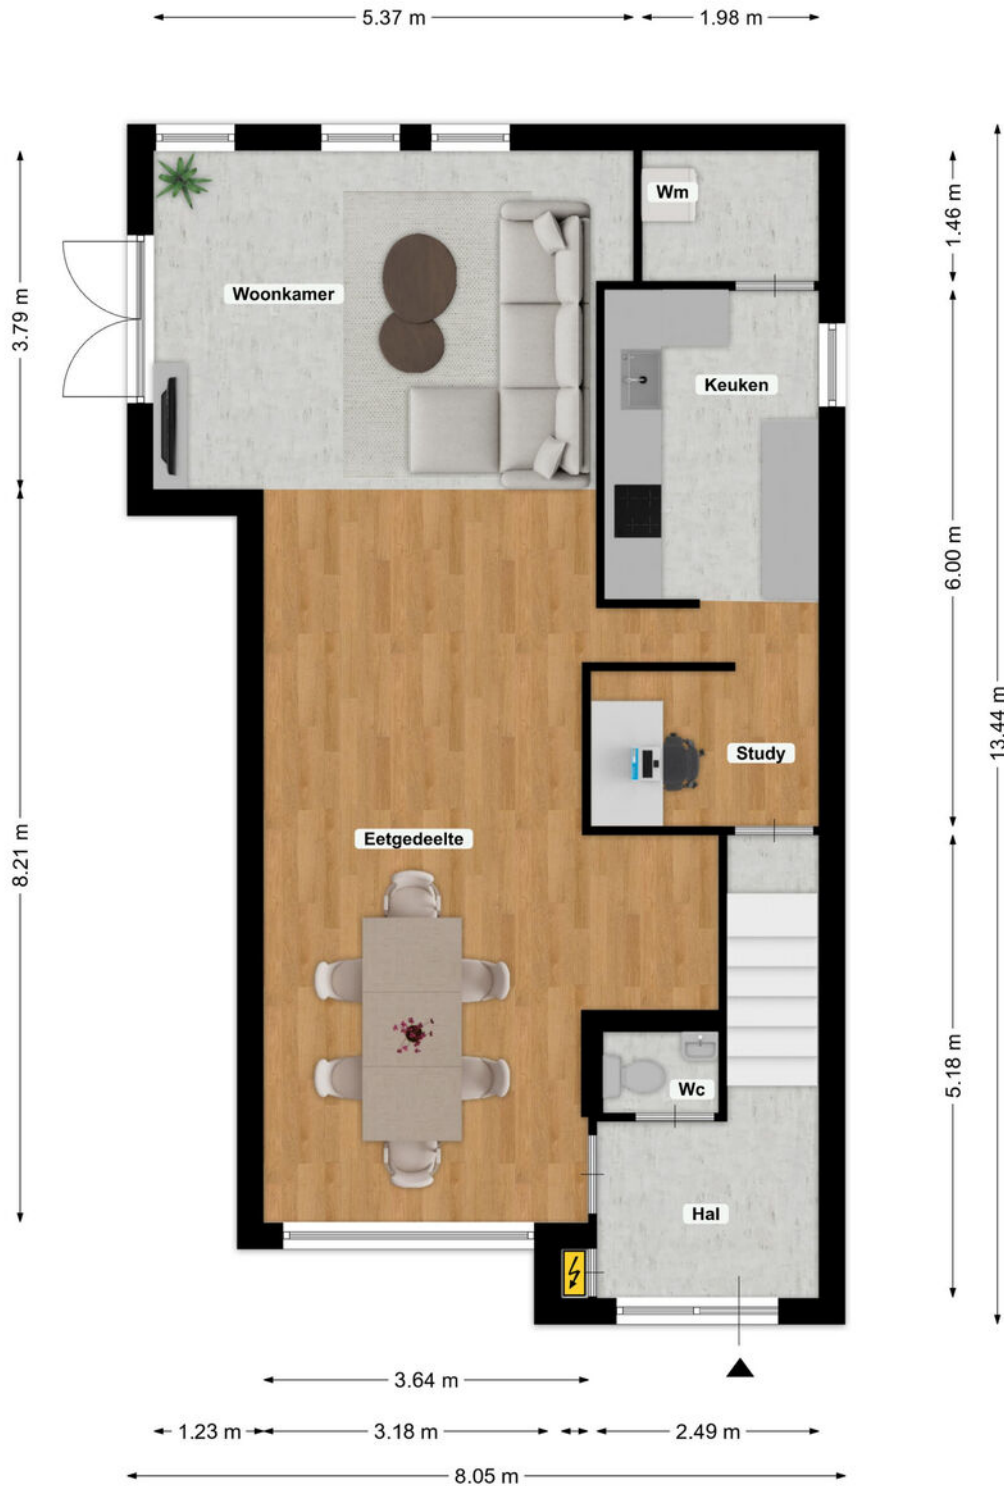 5.37 m
1.98 m
Wm
1.46 m
Woonkamer
3.79 m
Keuken
6.00 m
13.44 m
Study
Eetgedeelte
8.21 m
5.18 m
Wc
Hal
3.64 m
1.23 m
3.18 m
2.49 m
8.05 m